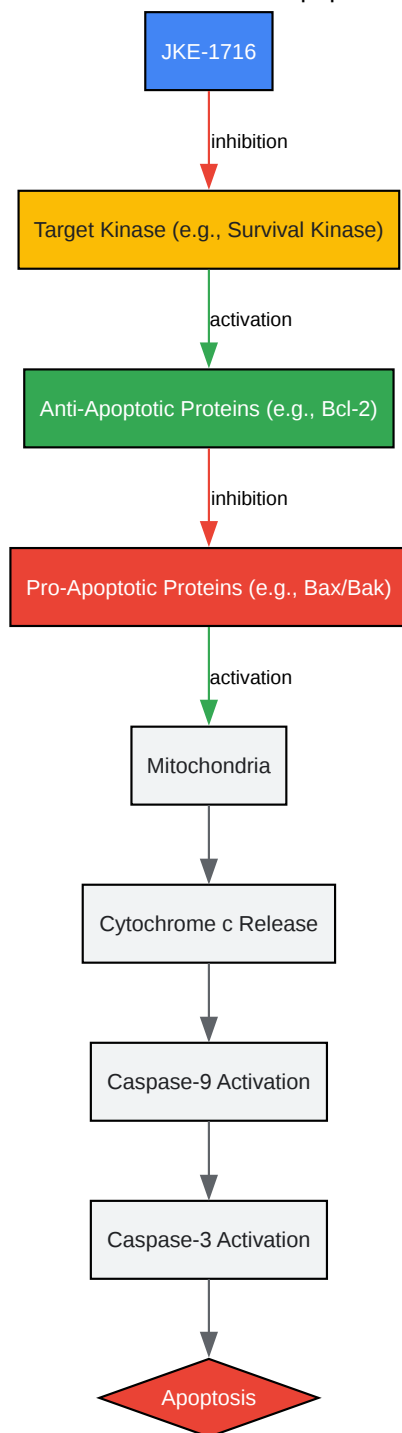 JKE-1716
inhibition
Target Kinase (e.g., Survival Kinase)
activation
Anti-Apoptotic Proteins (e.g., Bcl-2)
inhibition
Pro-Apoptotic Proteins (e.g., Bax/Bak)
activation
Mitochondria
Cytochrome c Release
Caspase-9 Activation
Caspase-3 Activation
Apoptosis